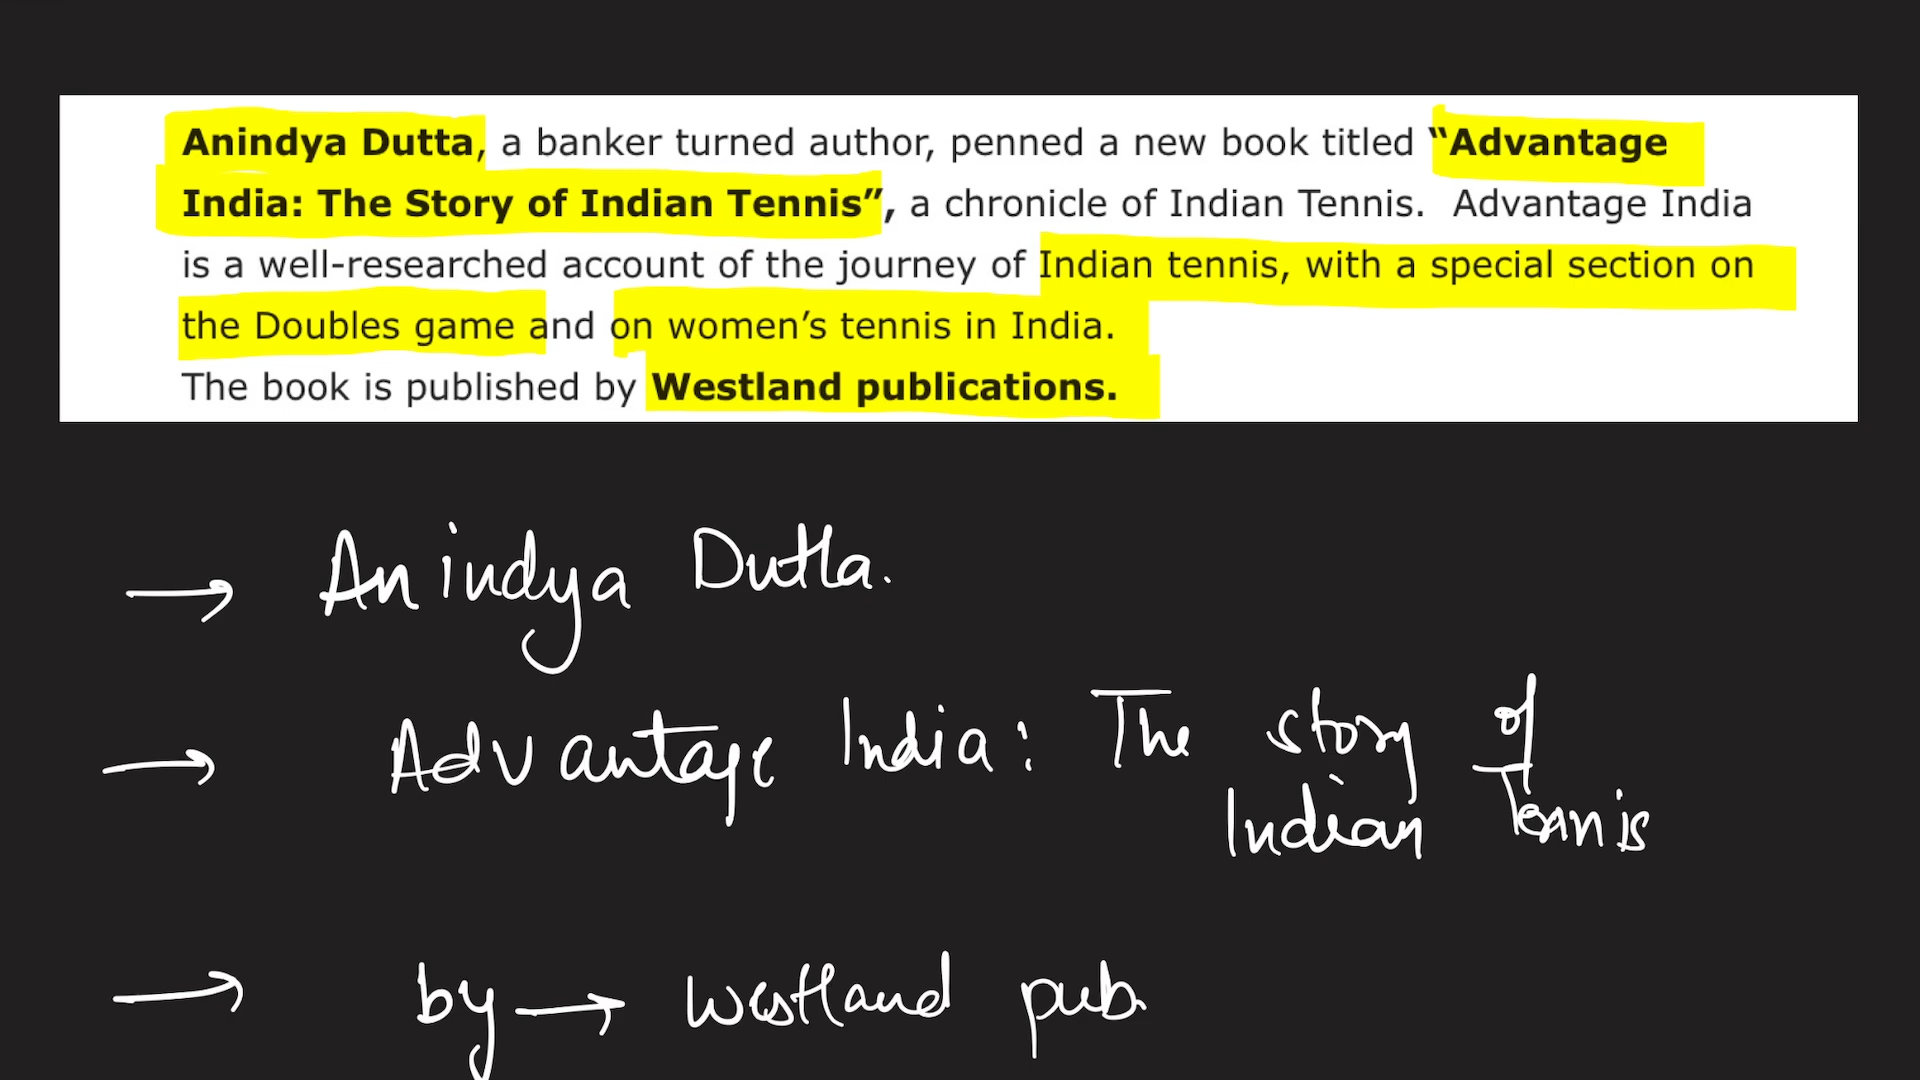 Anindya Dutta, a banker turned author, penned a new book titled “Advantage
India: The Story of Indian Tennis”, a chronicle of Indian Tennis. Advantage India
is a well-researched account of the journey of Indian tennis, with a special section on
the Doubles game and on women’s tennis in India.
The book is published by Westland publications.
→ Anindya Dutta.
→ Advantage India: The story of
Indian Tennis
→ by → Westland pub.